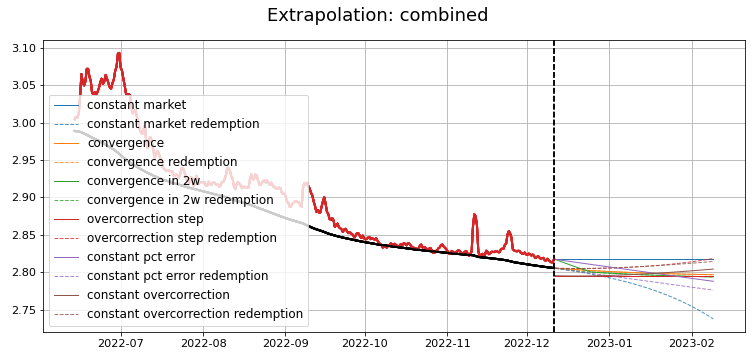 Extrapolation: combined
3.10
3.05
3.00
2.95
2.90
2.85
2.80
2.75
constant market
constant market redemption
convergence
convergence redemption
convergence in 2w
convergence in 2w redemption
overcorrection step
overcorrection step redemption
constant pct error
constant pct error redemption
constant overcorrection
constant overcorrection redemption
2022-07 2022-08 2022-09 2022-10 2022-11 2022-12 2023-01 2023-02